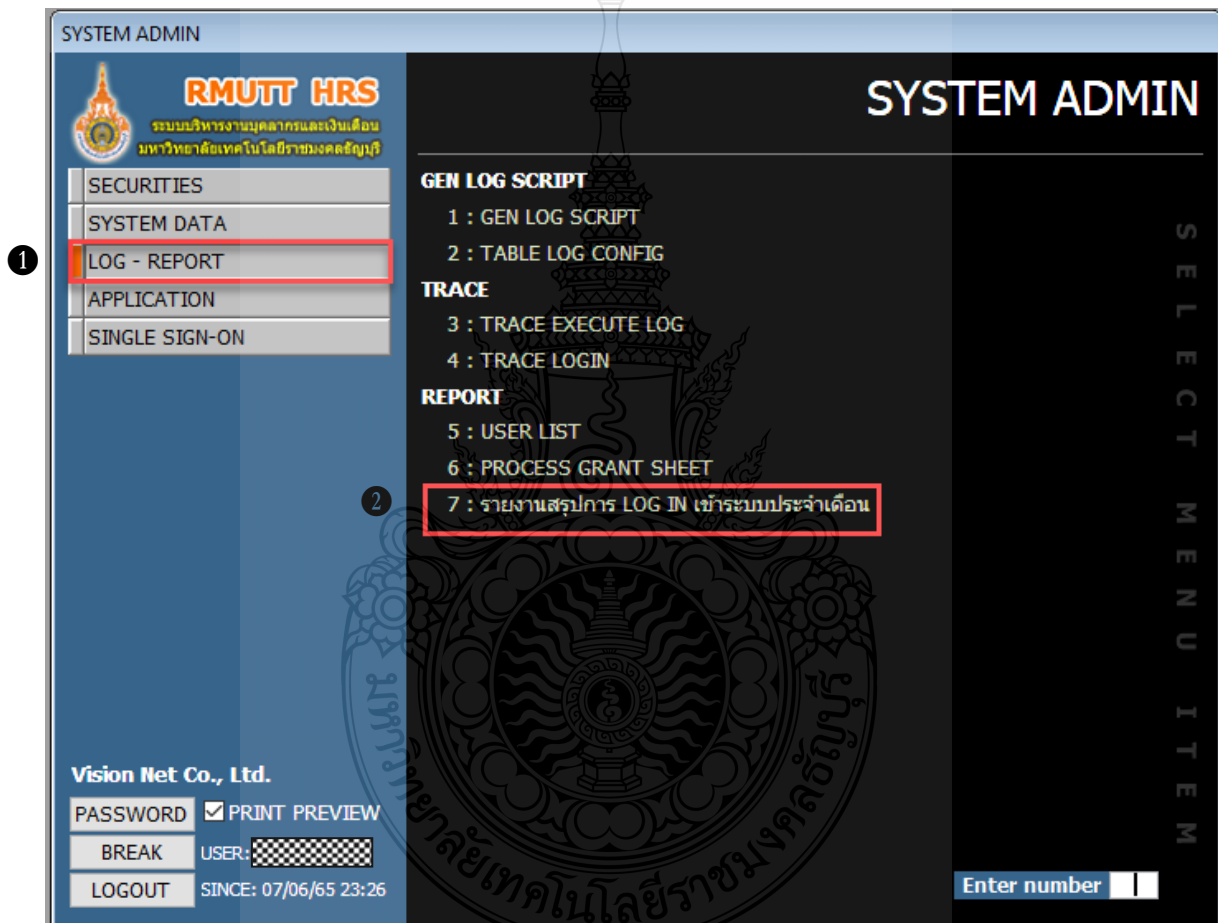 SYSTEM ADMIN
RMUTT HRS
ระบบบริหารงานบุคลากรและเงินเดือน
มหาวิทยาลัยเทคโนโลยีราชมงคลธัญบุรี
SYSTEM ADMIN
SECURITIES
SYSTEM DATA
1
LOG - REPORT
APPLICATION
SINGLE SIGN-ON
GEN LOG SCRIPT
1 : GEN LOG SCRIPT
2 : TABLE LOG CONFIG
TRACE
3 : TRACE EXECUTE LOG
4 : TRACE LOGIN
REPORT
5 : USER LIST
6 : PROCESS GRANT SHEET
2
7 : รายงานสรุปการ LOG IN เข้าระบบประจำเดือน
SELECT MENU ITEM
มหาวิทยาลัยเทคโนโลยีราชมงคลธัญบุรี
Vision Net Co., Ltd.
PASSWORD PRINT PREVIEW
BREAK USER:
LOGOUT SINCE: 07/06/65 23:26
Enter number